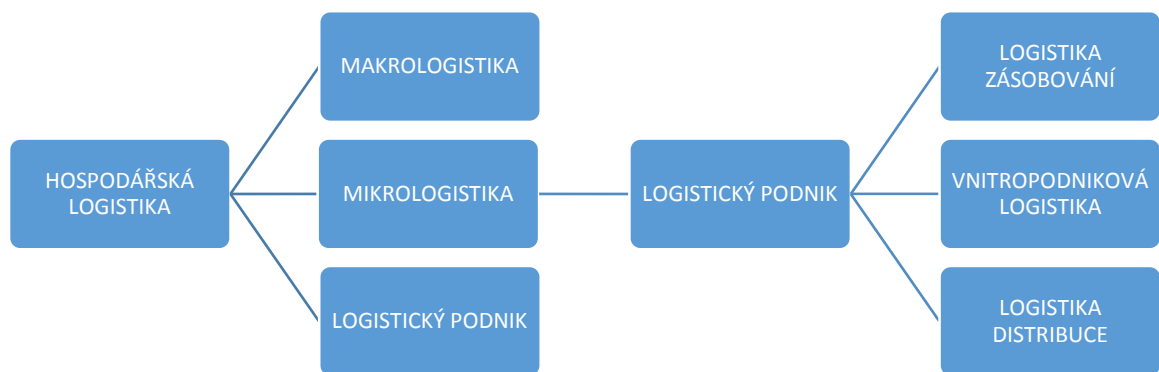 HOSPODÁŘSKÁ
LOGISTIKA
MAKROLOGISTIKA
MIKROLOGISTIKA
LOGISTICKÝ PODNIK
LOGISTICKÝ PODNIK
LOGISTIKA
ZÁSOBOVÁNÍ
VNITROPODNIKOVÁ
LOGISTIKA
LOGISTIKA
DISTRIBUCE